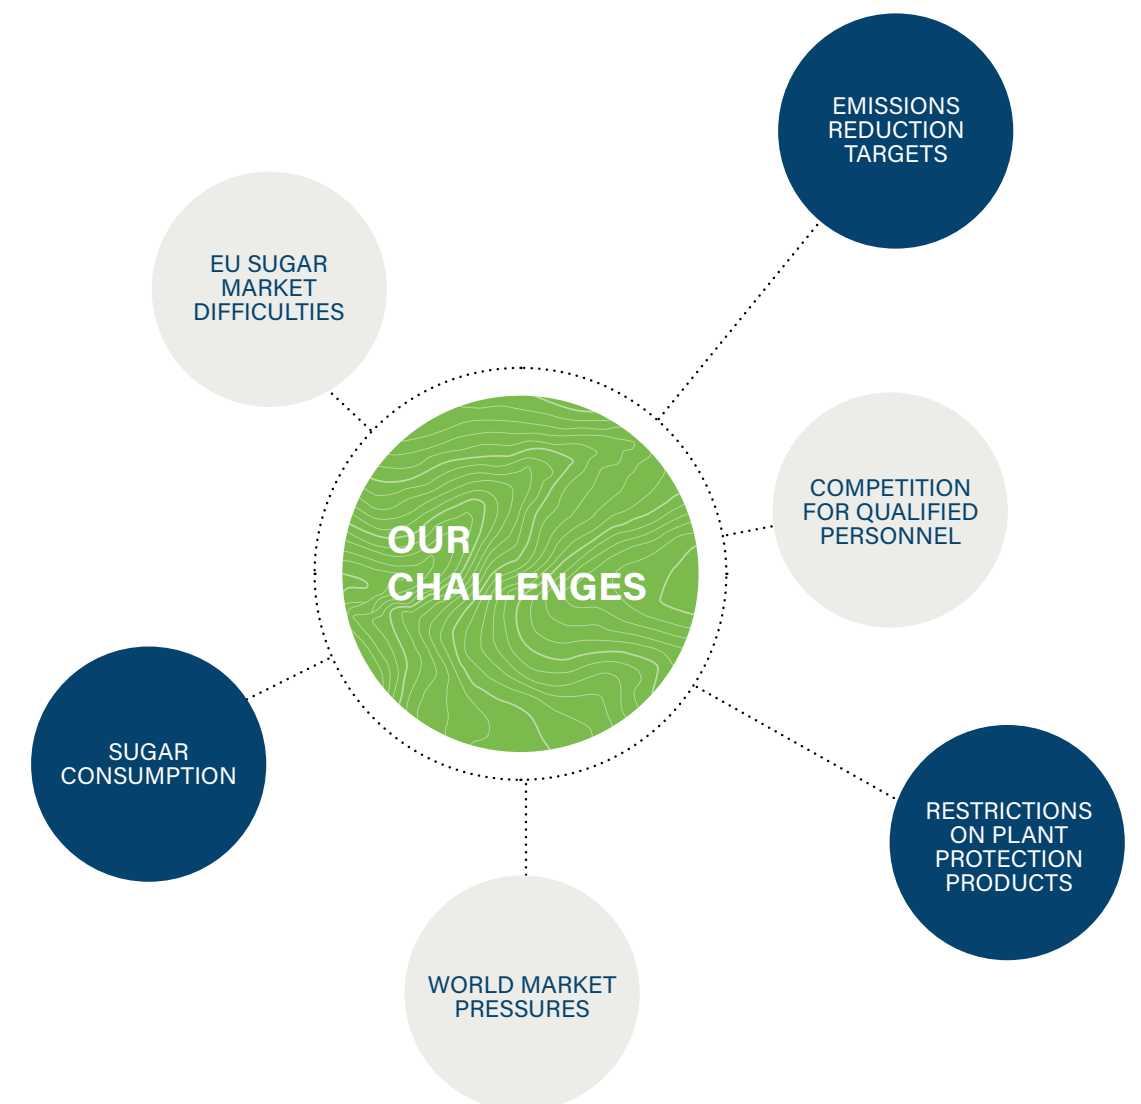 EMISSIONS
REDUCTION
TARGETS
EU SUGAR
MARKET
DIFFICULTIES
COMPETITION
FOR QUALIFIED
PERSONNEL
OUR
CHALLENGES
SUGAR
CONSUMPTION
RESTRICTIONS
ON PLANT
PROTECTION
PRODUCTS
WORLD MARKET
PRESSURES